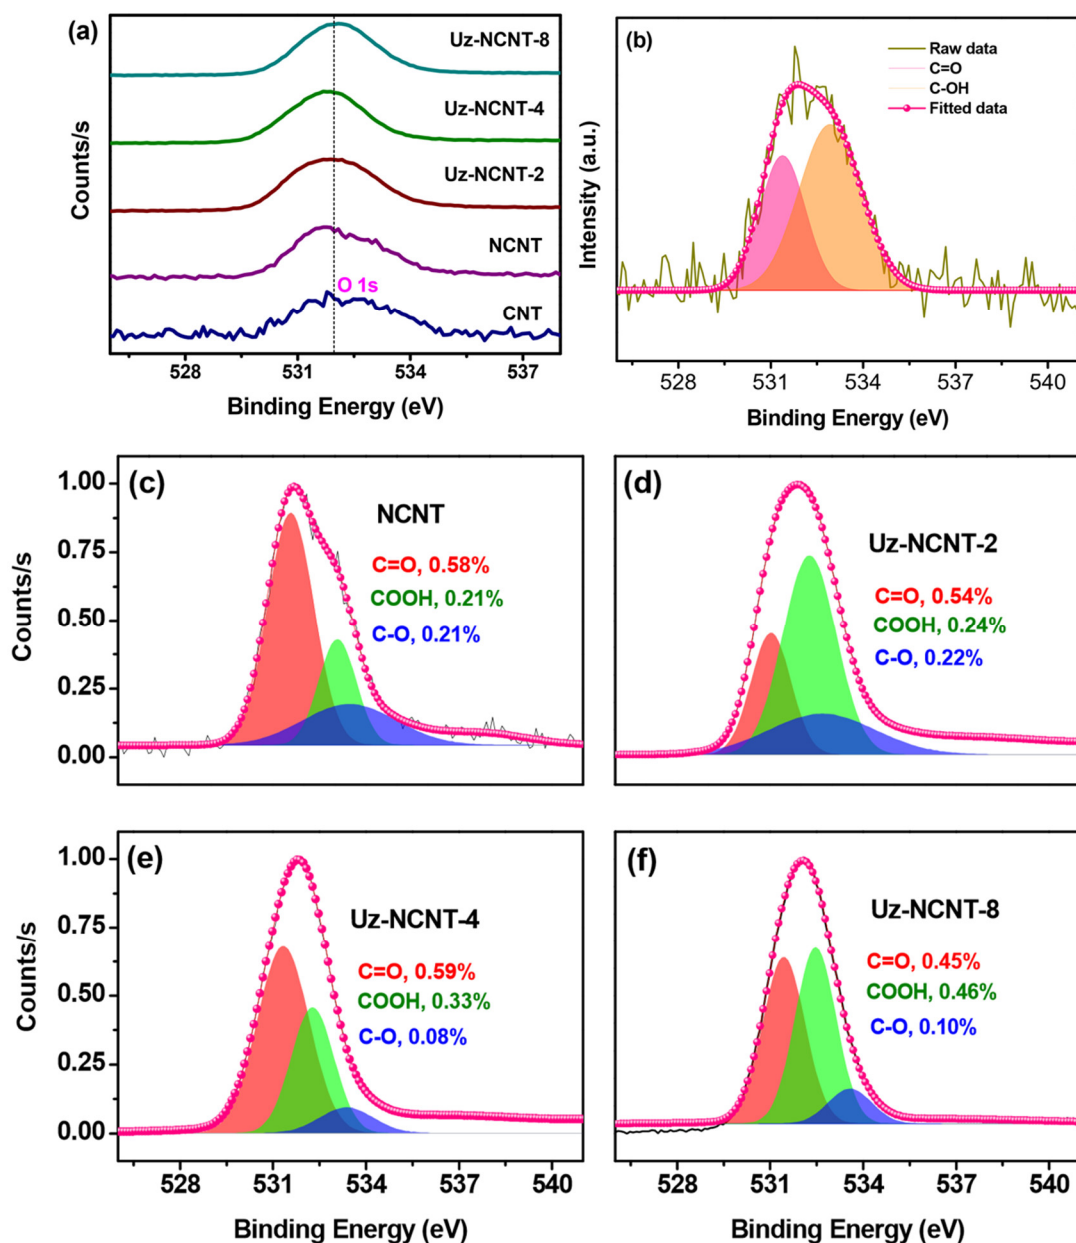 (a)
Uz-NCNT-8
Uz-NCNT-4
Uz-NCNT-2
NCNT
O 1s
CNT
Counts/s
528 531 534 537
Binding Energy (eV)
(b)
Raw data
C=O
C-OH
Fitted data
Intensity (a.u.)
528 531 534 537 540
Binding Energy (eV)
(c)
NCNT
C=O, 0.58%
COOH, 0.21%
C-O, 0.21%
1.00
0.75
0.50
0.25
0.00
Counts/s
(d)
Uz-NCNT-2
C=O, 0.54%
COOH, 0.24%
C-O, 0.22%
(e)
Uz-NCNT-4
C=O, 0.59%
COOH, 0.33%
C-O, 0.08%
1.00
0.75
0.50
0.25
0.00
Counts/s
528 531 534 537 540
Binding Energy (eV)
(f)
Uz-NCNT-8
C=O, 0.45%
COOH, 0.46%
C-O, 0.10%
528 531 534 537 540
Binding Energy (eV)